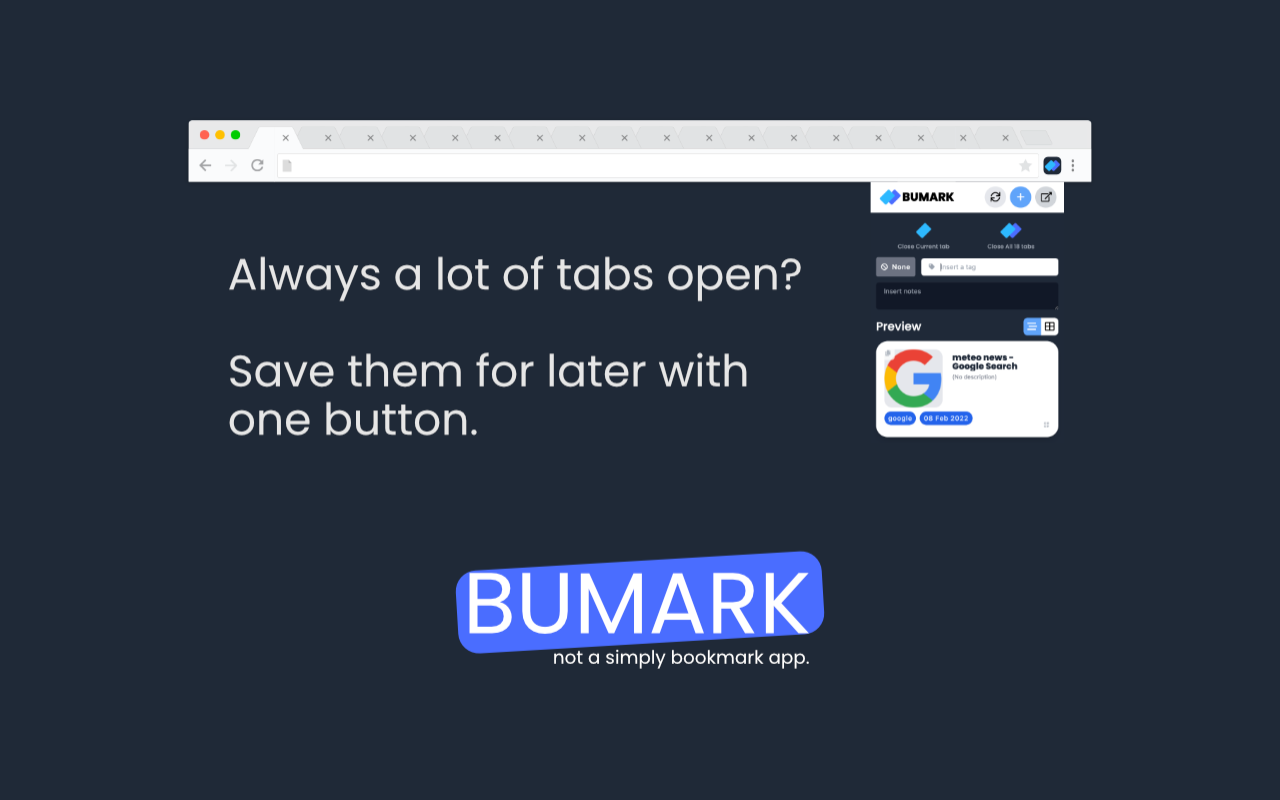 BUMARK
Close Current tab
Close All 18 tabs
None
Insert a tag
Insert notes
Preview
meteo news -
Google Search
(No description)
google
08 Feb 2022
Always a lot of tabs open?
Save them for later with
one button.
BUMARK
not a simply bookmark app.